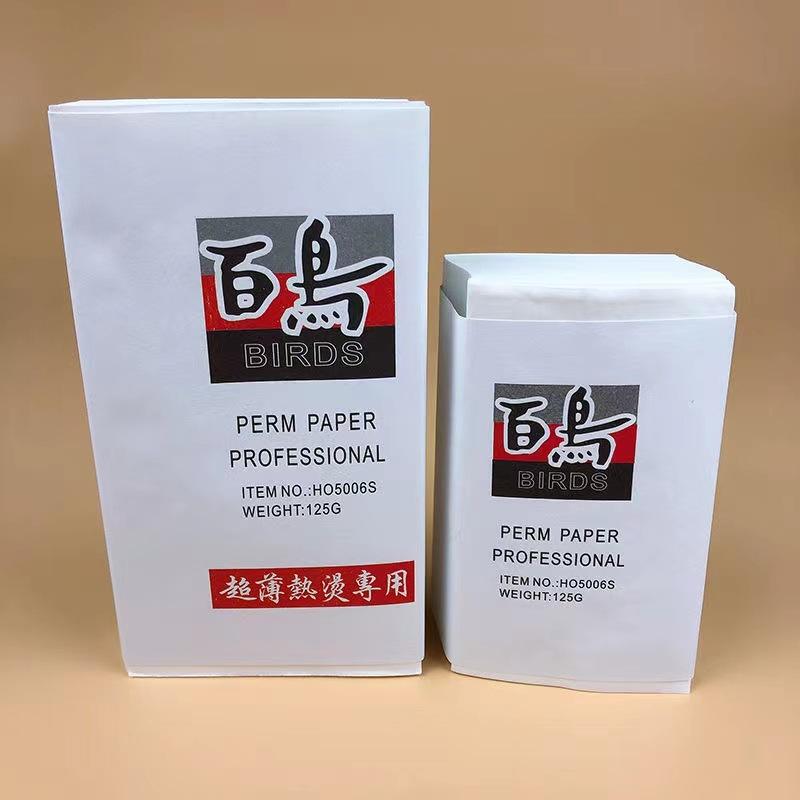 百鳥
BIRDS
PERM PAPER
PROFESSIONAL
ITEM NO.:HO5006S
WEIGHT:125G
超薄熱燙專用
百鳥
BIRDS
PERM PAPER
PROFESSIONAL
ITEM NO.:HO5006S
WEIGHT:125G